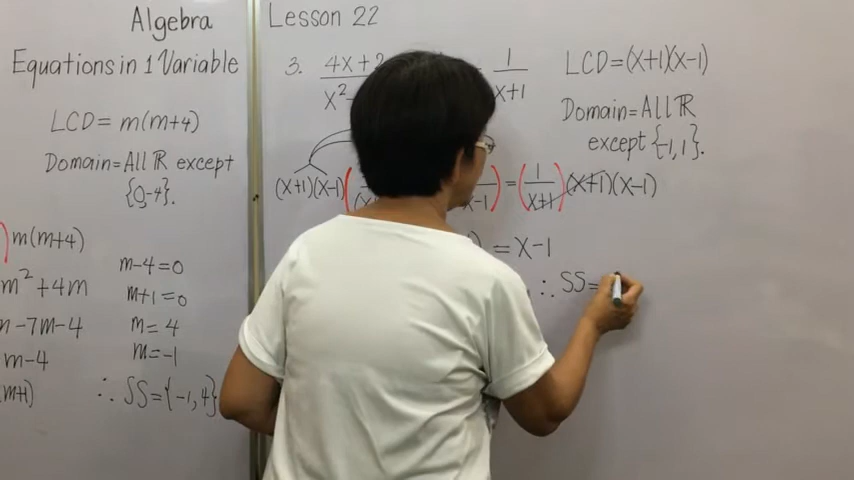 Algebra
Equations in 1 Variable
LCD= m(m+4)
Domain=All ℝ except
{0,-4}.
) m(m+4)
m²+4m
-7m-4
m-4
m-4=0
m+1=0
m=4
m=-1
∴ SS={-1,4}
Lesson 22
3. 4x+2 / x² 1 / x+1
LCD=(x+1)(x-1)
Domain=All ℝ
except {-1,1}.
(x+1)(x-1)( x-1 ) = ( 1 / x+1 ) (x+1)(x-1)
= x-1
∴ SS=